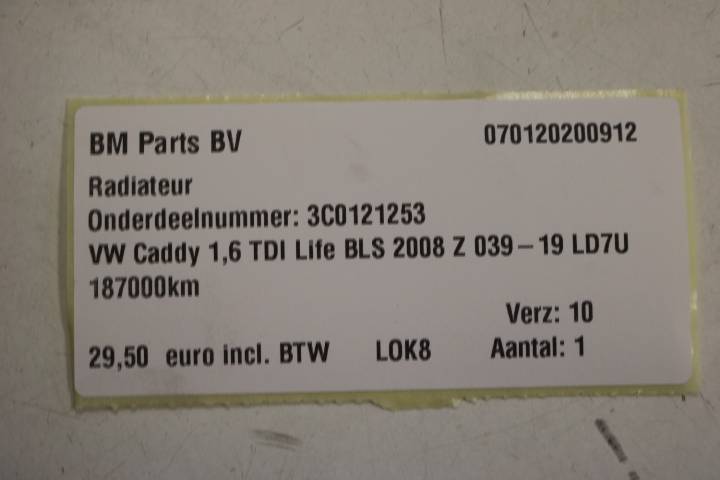 BM Parts BV 070120200912
Radiateur
Onderdeelnummer: 3C0121253
VW Caddy 1,6 TDI Life BLS 2008 Z 039-19 LD7U
187000km
Verz: 10
29,50 euro incl. BTW LOK8 Aantal: 1